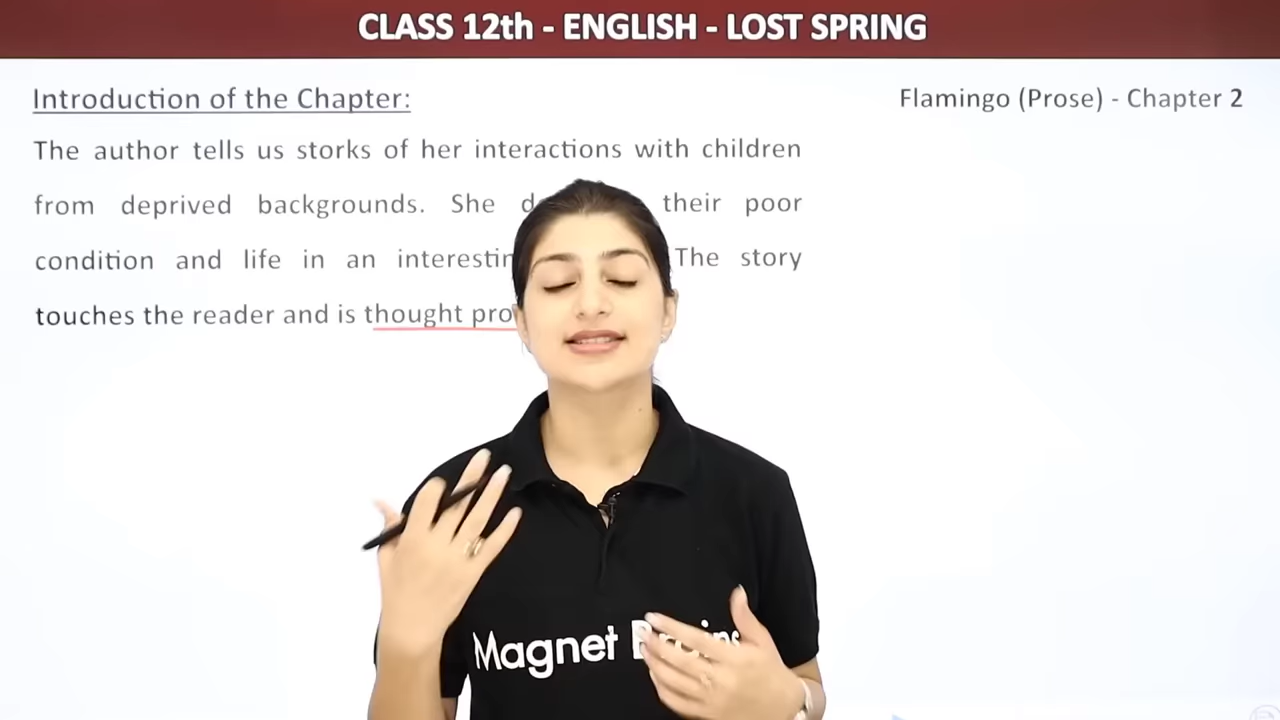 CLASS 12th - ENGLISH - LOST SPRING
Introduction of the Chapter:
Flamingo (Prose) - Chapter 2
The author tells us storks of her interactions with children
from deprived backgrounds. She their poor
condition and life in an The story
touches the reader and is thought
Magnet